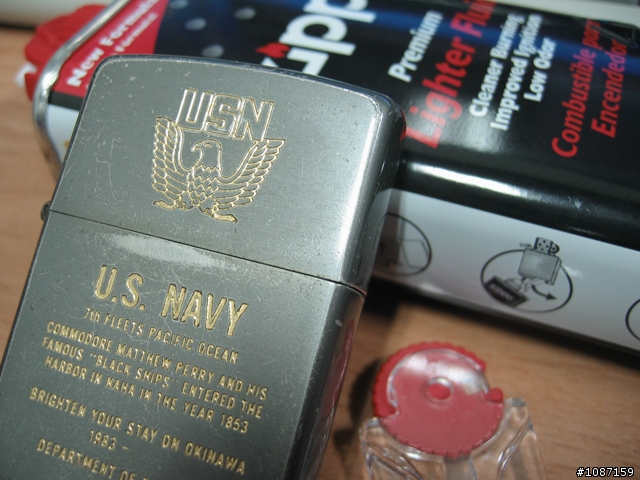 USN
U.S. NAVY
7th FLEETS PACIFIC OCEAN
COMMODORE MATTHEW PERRY AND HIS
FAMOUS "BLACK SHIPS" ENTERED THE
HARBOR IN NAHA IN THE YEAR 1853
BRIGHTEN YOUR STAY ON OKINAWA
1983 -
DEPARTMENT OF
New Formula
Premium
Lighter Flui
Cleaner Burning
Improved Ignition
Low Odor
Combustible para
Encendedor
#1087159